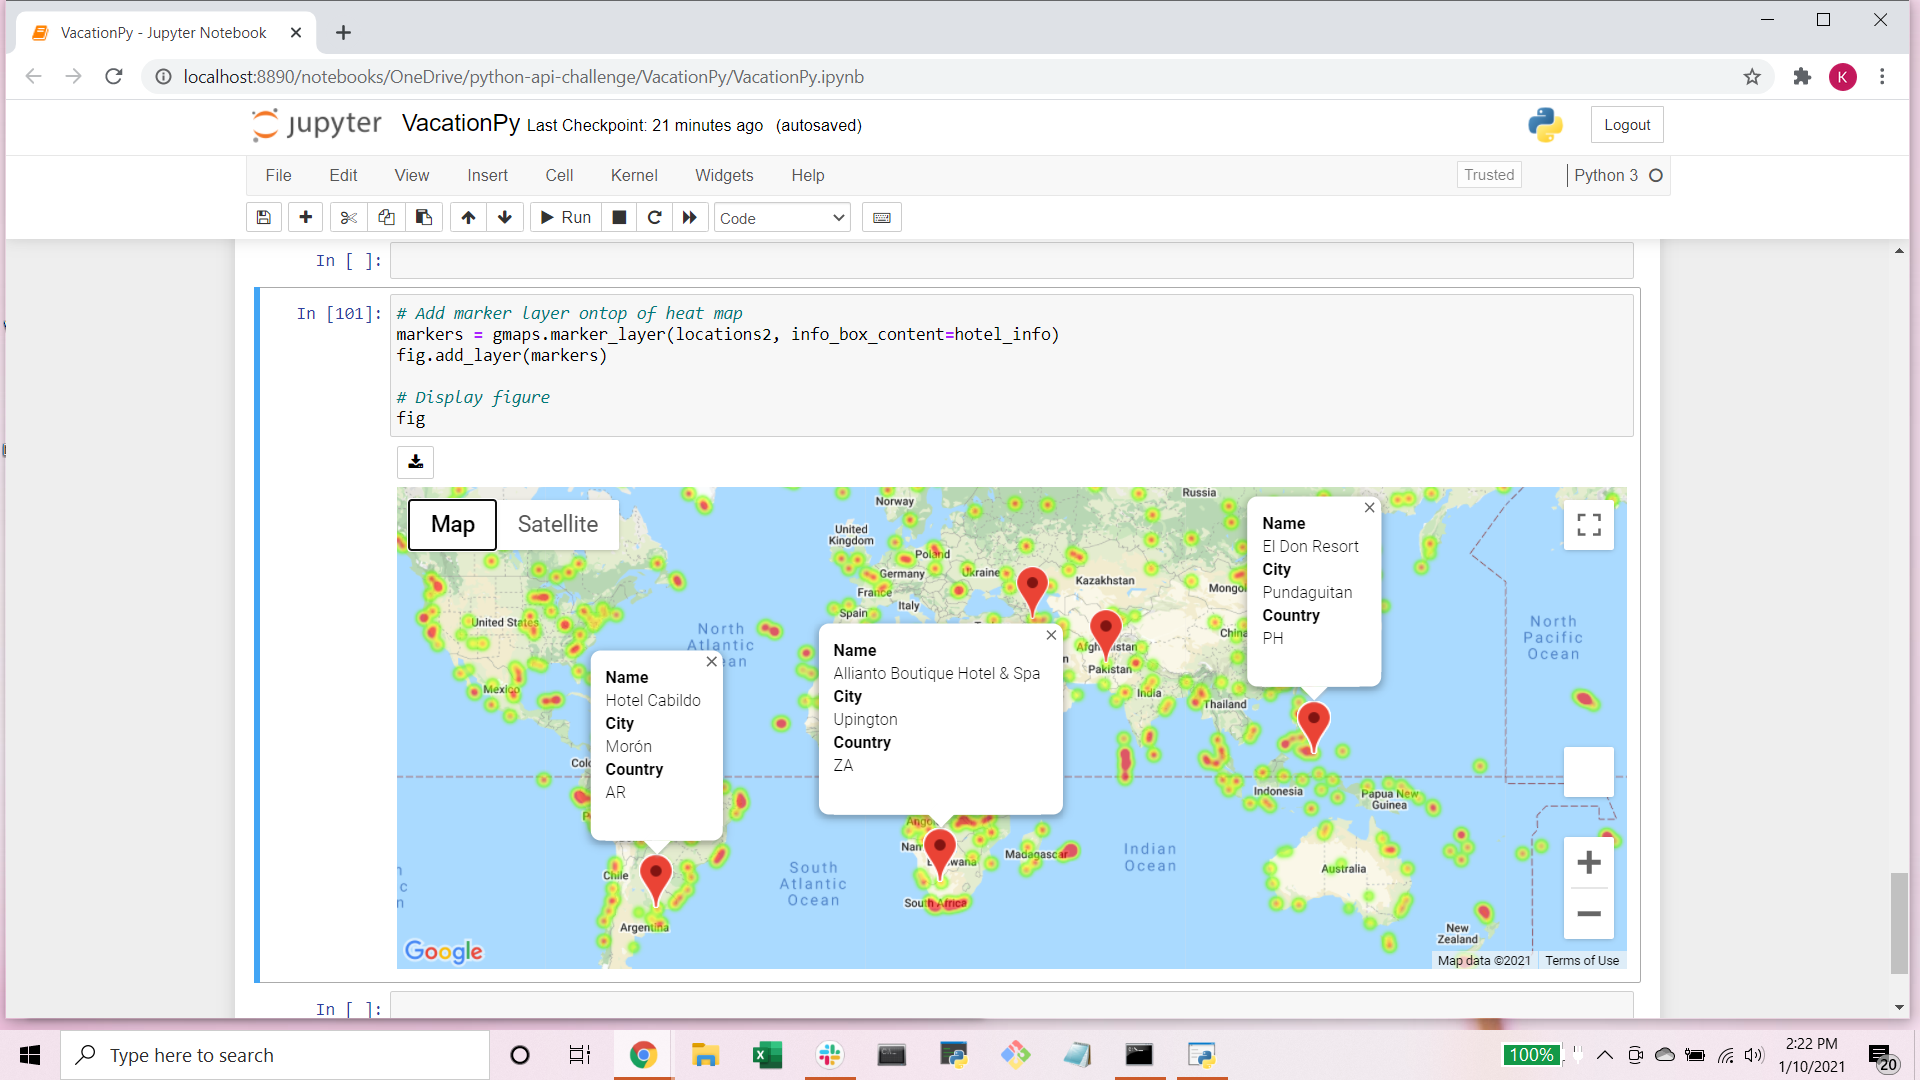 VacationPy - Jupyter Notebook
localhost:8890/notebooks/OneDrive/python-api-challenge/VacationPy/VacationPy.ipynb
K
jupyter VacationPy Last Checkpoint: 21 minutes ago (autosaved)
Logout
File Edit View Insert Cell Kernel Widgets Help
Trusted
Python 3
Run
Code
In [ ]:
In [101]:
# Add marker layer ontop of heat map
markers = gmaps.marker_layer(locations2, info_box_content=hotel_info)
fig.add_layer(markers)
# Display figure
fig
Map Satellite
Norway
Russia
United Kingdom
Poland
Germany
Ukraine
Kazakhstan
France
Italy
Spain
United States
North
Atlantic
Mexico
China
Pakistan
India
Thailand
North
Pacific
Ocean
Name
El Don Resort
City
Pundaguitan
Country
PH
Name
Allianto Boutique Hotel & Spa
City
Upington
Country
ZA
Name
Hotel Cabildo
City
Morón
Country
AR
Indonesia
Papua New
Guinea
Madagascar
Indian
Ocean
Australia
Chile
South
Atlantic
Ocean
South Africa
Argentina
New
Zealand
Google
Map data ©2021 Terms of Use
In [ ]:
Type here to search
100%
2:22 PM
1/10/2021
20